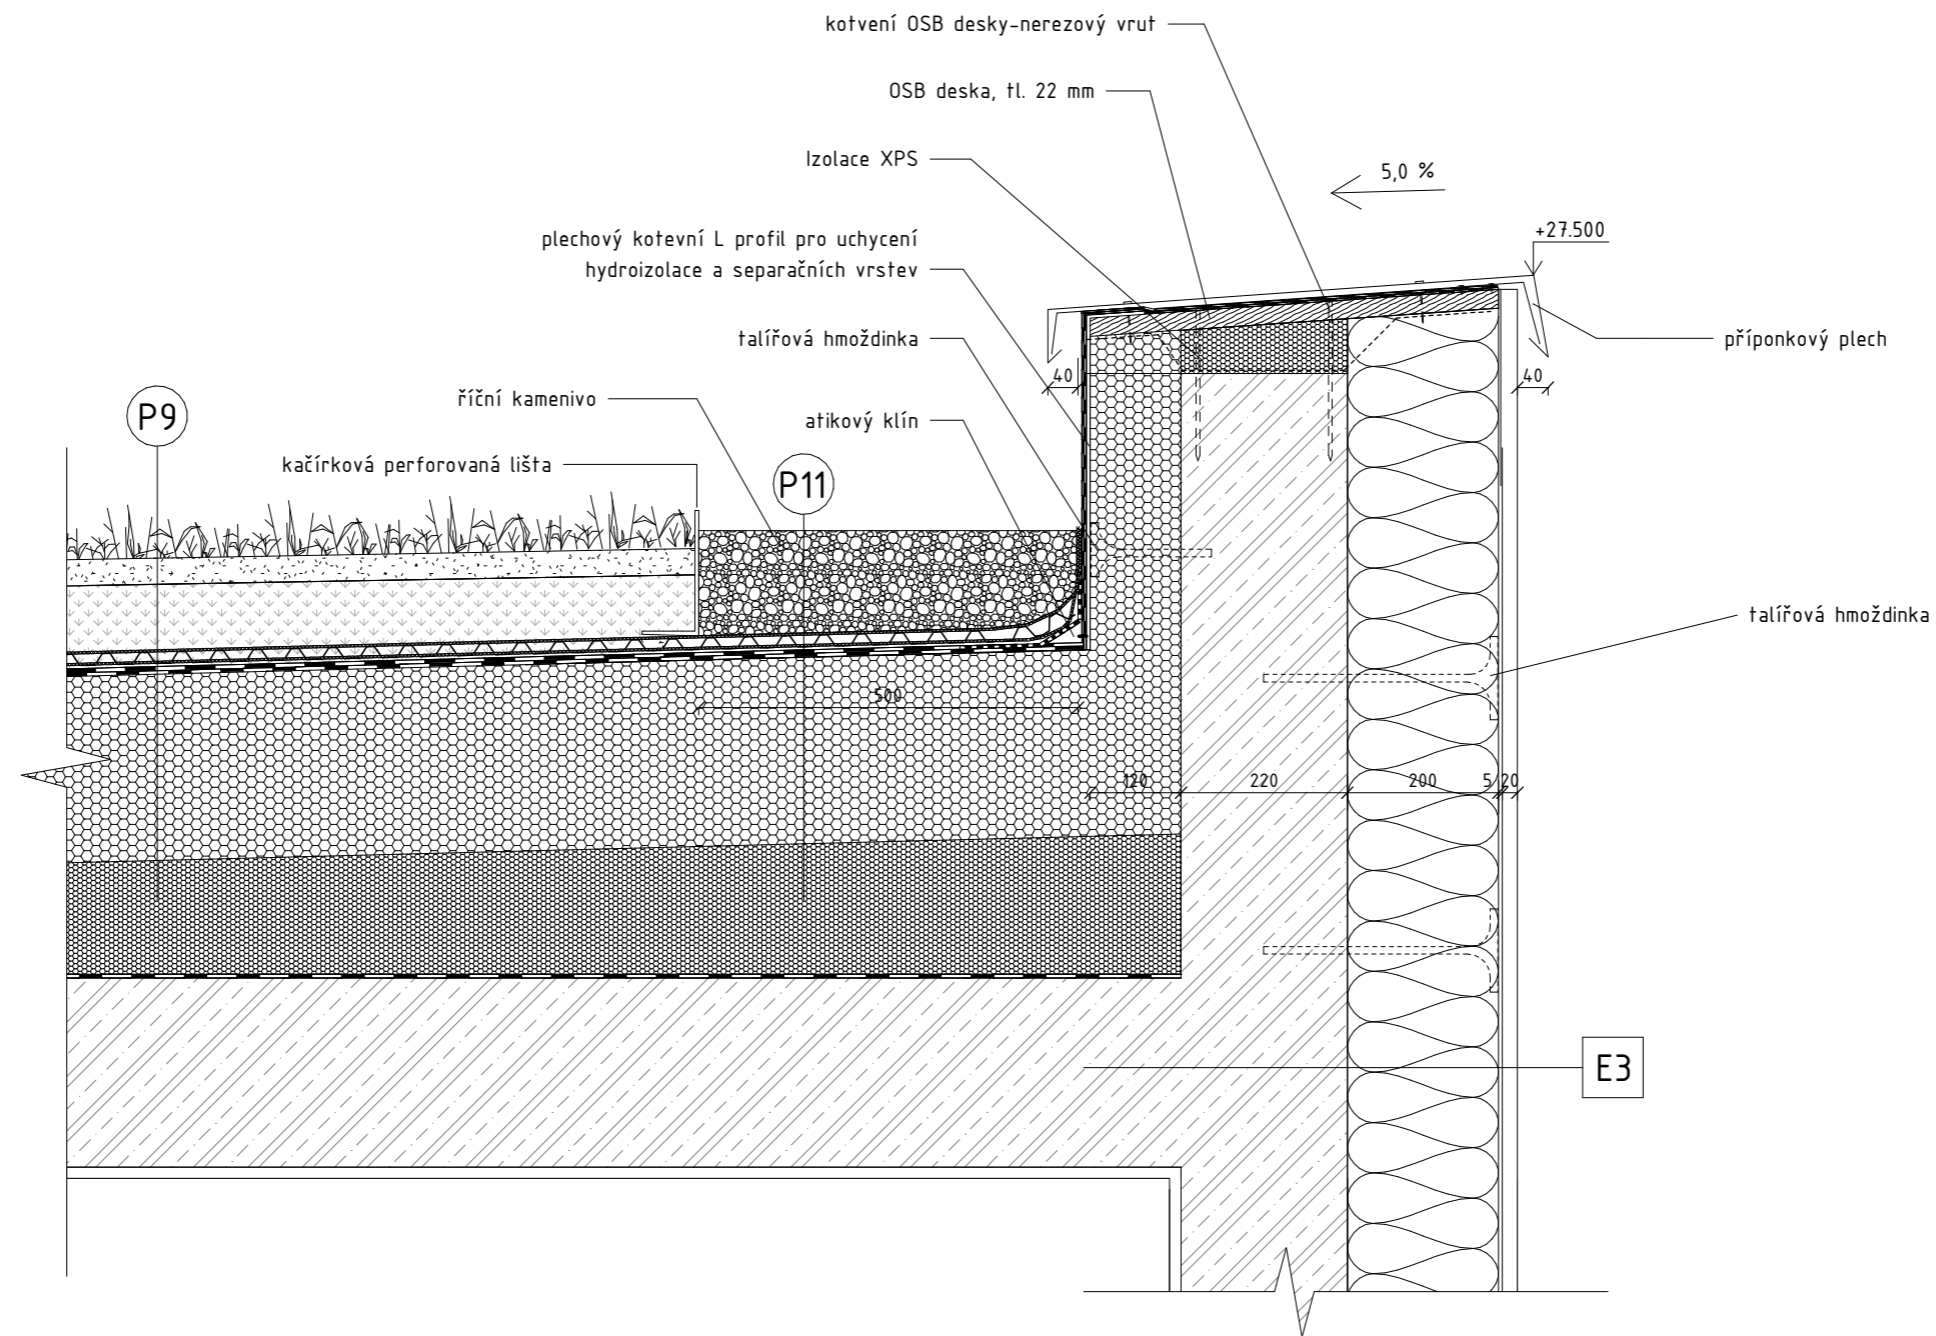 kotvení OSB desky-nerezový vrut
OSB deska, tl. 22 mm
Izolace XPS
5,0 %
+27.500
plechový kotevní L profil pro uchycení
hydroizolace a separačních vrstev
talířová hmoždinka
příponkový plech
40
40
říční kamenivo
P9
atikový klín
kačírková perforovaná lišta
P11
talířová hmoždinka
500
120
220
200
5
20
E3